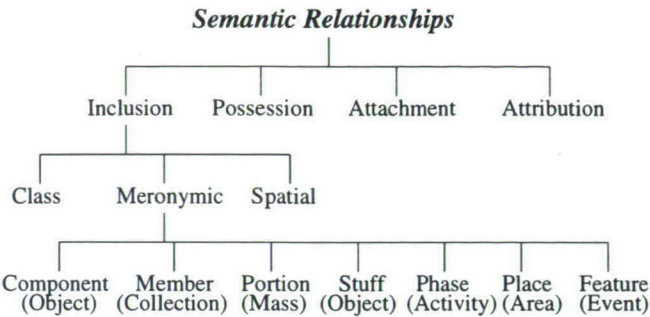 Semantic Relationships
Inclusion Possession Attachment Attribution
Class Meronymic Spatial
Component Member Portion Stuff Phase Place Feature
(Object) (Collection) (Mass) (Object) (Activity) (Area) (Event)